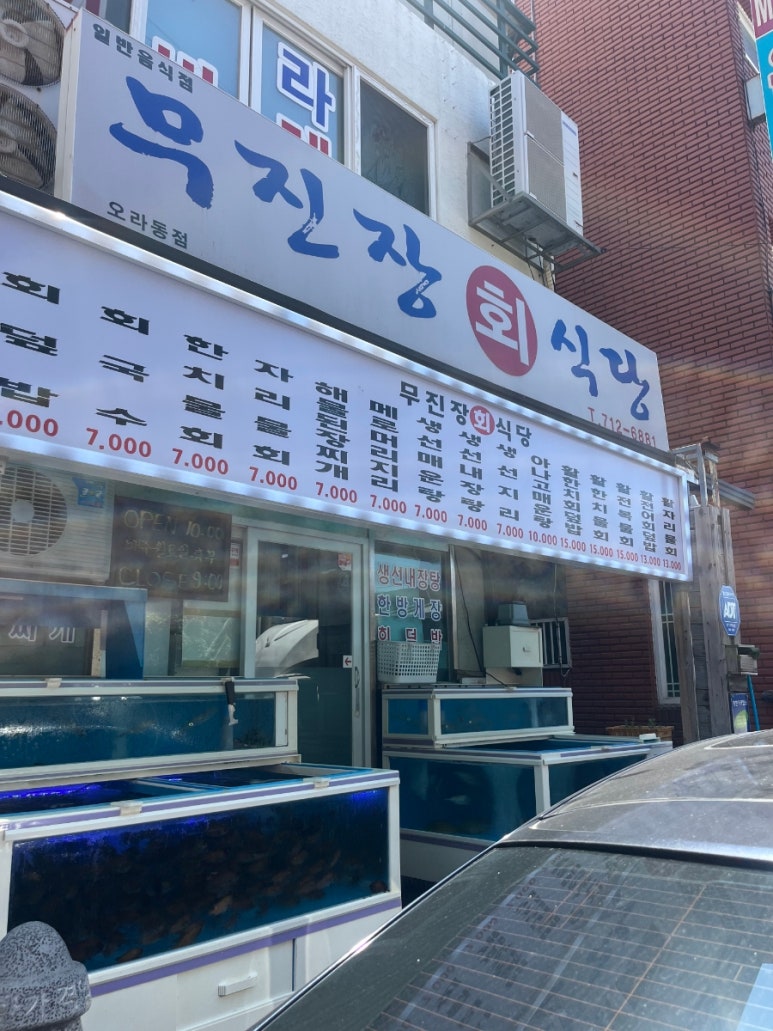 일반음식점
무진장 회 식당
오라동점
T.712-6881
무진장회식당
회덮밥 .000
회국수 7.000
한치물회 7.000
자리물회 7.000
해물된장찌개 7.000
메로머리지리 7.000
생선매운탕 7.000
생선내장탕 7.000
생선지리 7.000
아나고매운탕 10.000
활한치회덮밥 15.000
활한치물회 15.000
활전복물회 15.000
활전어회덮밥 13.000
활자리물회 13.000
OPEN 10:00
CLOSE 9:00
생선내장탕
한방게장
회덮밥
찌개
ADT